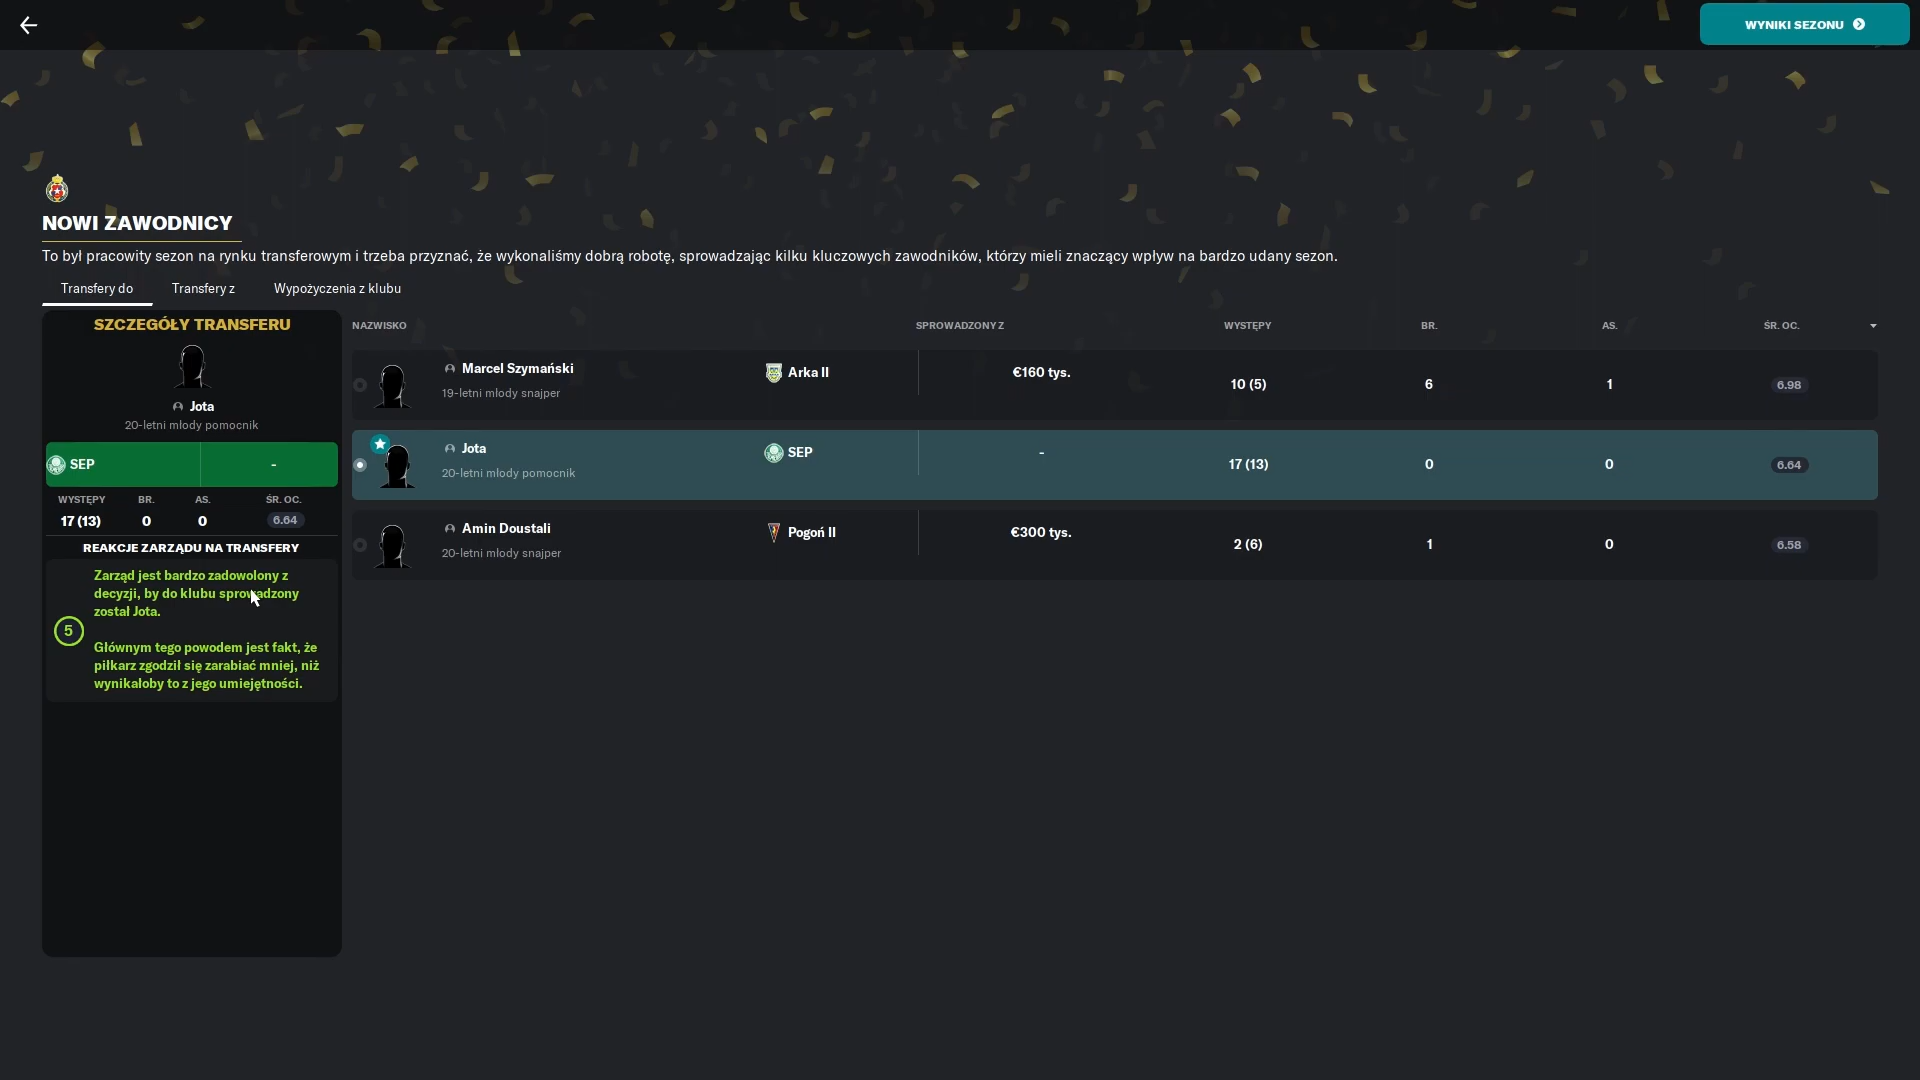 WYNIKI SEZONU
NOWI ZAWODNICY
To był pracowity sezon na rynku transferowym i trzeba przyznać, że wykonaliśmy dobrą robotę, sprowadzając kilku kluczowych zawodników, którzy mieli znaczący wpływ na bardzo udany sezon.
Transfery do Transfery z Wypożyczenia z klubu
SZCZEGÓŁY TRANSFERU
Jota
20-letni młody pomocnik
SEP -
WYSTĘPY BR. AS. ŚR. OC.
17 (13) 0 0 6.64
REAKCJE ZARZĄDU NA TRANSFERY
5
Zarząd jest bardzo zadowolony z
decyzji, by do klubu sprowadzony
został Jota.
Głównym tego powodem jest fakt, że
piłkarz zgodził się zarabiać mniej, niż
wynikałoby to z jego umiejętności.
NAZWISKO SPROWADZONY Z WYSTĘPY BR. AS. ŚR. OC.
Marcel Szymański Arka II €160 tys. 10 (5) 6 1 6.98
19-letni młody snajper
Jota SEP - 17 (13) 0 0 6.64
20-letni młody pomocnik
Amin Doustali Pogoń II €300 tys. 2 (6) 1 0 6.58
20-letni młody snajper